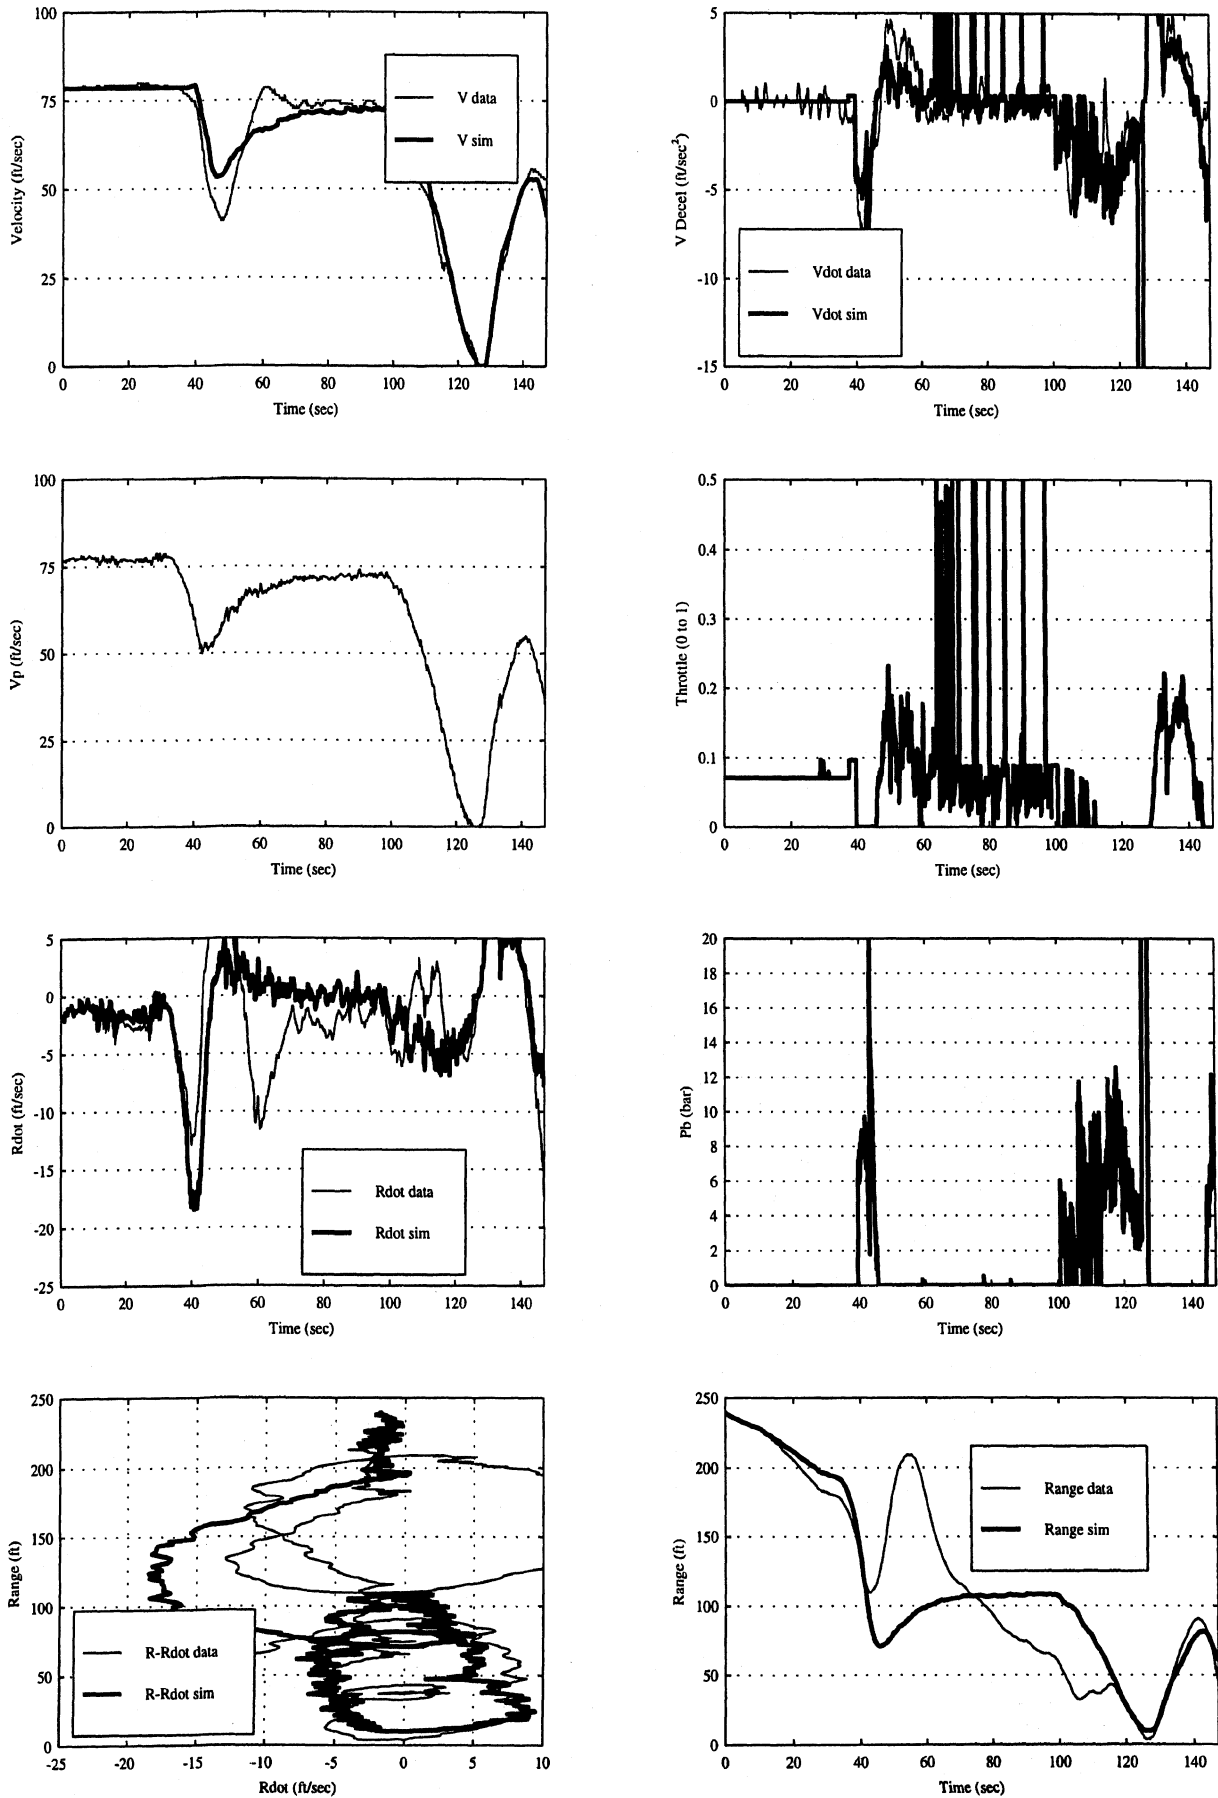 100
75
50
25
0
Velocity (ft/sec)
V data
V sim
0 20 40 60 80 100 120 140
Time (sec)
5
0
-5
-10
-15
V Decel (ft/sec²)
Vdot data
Vdot sim
0 20 40 60 80 100 120 140
Time (sec)
100
75
50
25
0
Vp (ft/sec)
0 20 40 60 80 100 120 140
Time (sec)
0.5
0.4
0.3
0.2
0.1
0
Throttle (0 to 1)
0 20 40 60 80 100 120 140
Time (sec)
5
0
-5
-10
-15
-20
-25
Rdot (ft/sec)
Rdot data
Rdot sim
0 20 40 60 80 100 120 140
Time (sec)
20
18
16
14
12
10
8
6
4
2
0
Pb (bar)
0 20 40 60 80 100 120 140
Time (sec)
250
200
150
100
50
0
Range (ft)
R-Rdot data
R-Rdot sim
-25 -20 -15 -10 -5 0 5 10
Rdot (ft/sec)
250
200
150
100
50
0
Range (ft)
Range data
Range sim
0 20 40 60 80 100 120 140
Time (sec)